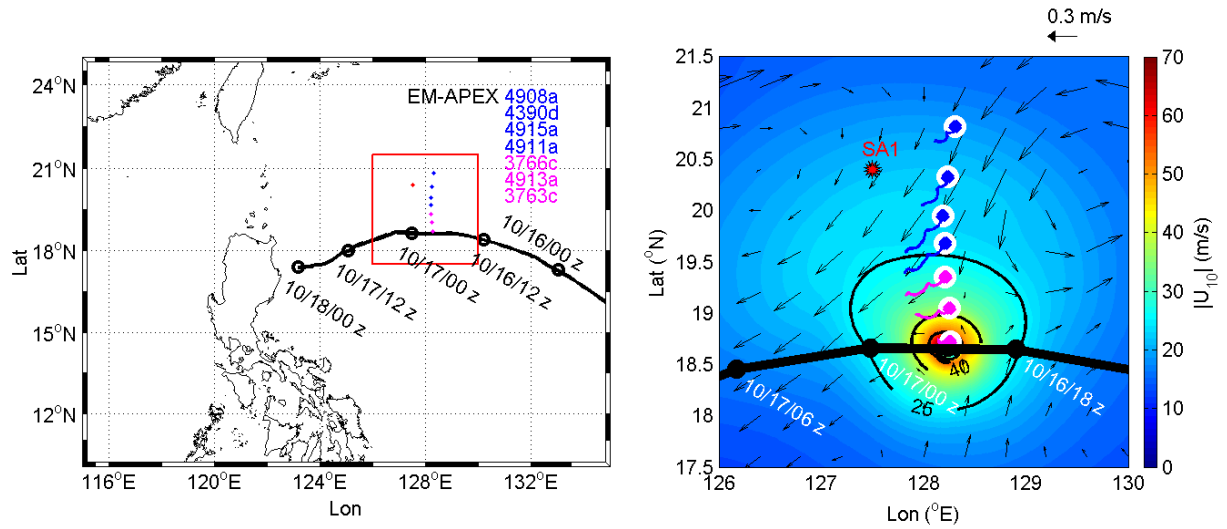 EM-APEX 4908a
4390d
4915a
4911a
3766c
4913a
3763c
24°N
21°N
18°N
15°N
12°N
Lat
10/16/00 z
10/16/12 z
10/17/00 z
10/17/12 z
10/18/00 z
116°E 120°E 124°E 128°E 132°E
Lon
0.3 m/s
21.5
21
20.5
20
19.5
19
18.5
18
17.5
Lat (°N)
SA1
40
25
10/16/18 z
10/17/00 z
10/17/06 z
126 127 128 129 130
Lon (°E)
70
60
50
40
30
20
10
0
|U10| (m/s)